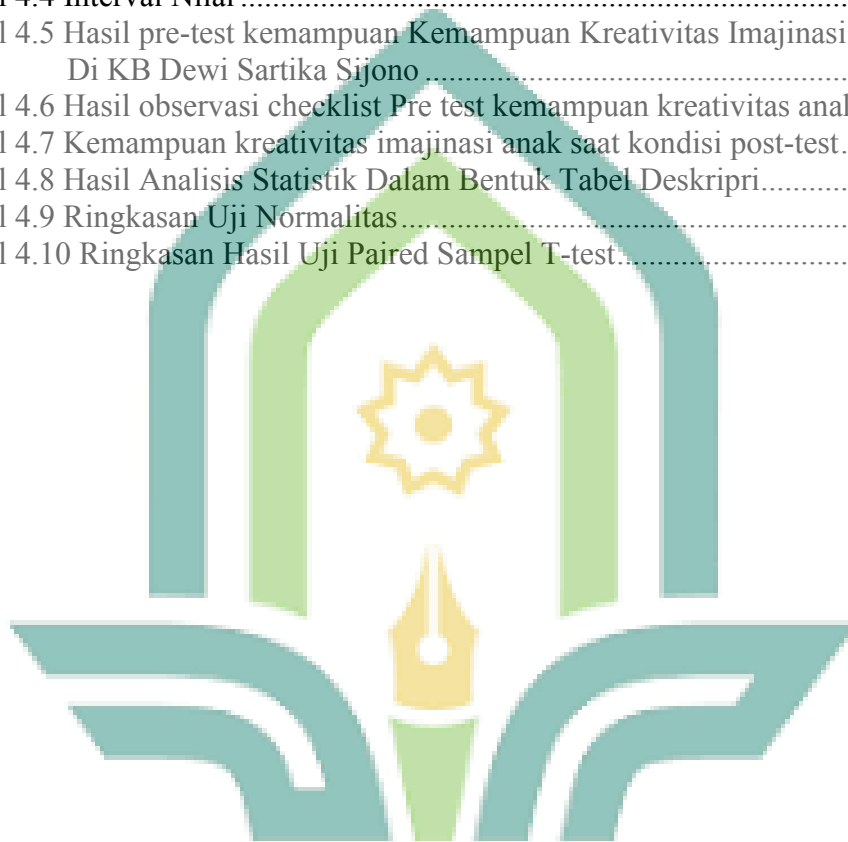 l 4.4 Interval Nilai ..........................................................................................
l 4.5 Hasil pre-test kemampuan Kemampuan Kreativitas Imajinasi
Di KB Dewi Sartika Sijono ..............................................................
l 4.6 Hasil observasi checklist Pre test kemampuan kreativitas anak
l 4.7 Kemampuan kreativitas imajinasi anak saat kondisi post-test..
l 4.8 Hasil Analisis Statistik Dalam Bentuk Tabel Deskripri............
l 4.9 Ringkasan Uji Normalitas ................................................................
l 4.10 Ringkasan Hasil Uji Paired Sampel T-test.................................